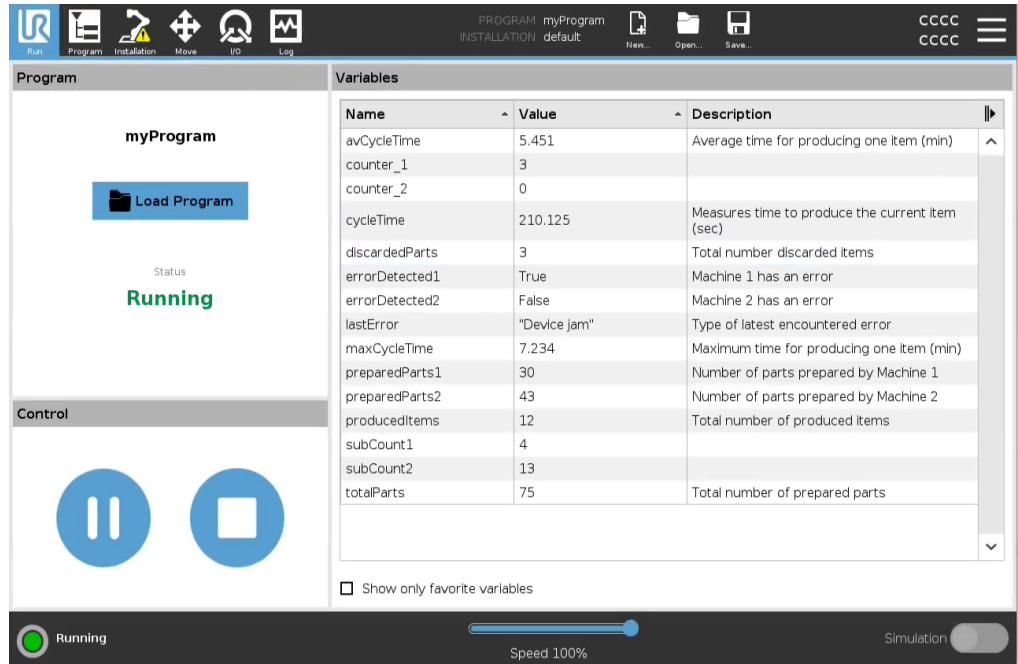 PROGRAM myProgram
INSTALLATION default
CCCC
CCCC
UR
Run Program Installation Move I/O Log New... Open... Save...
Program
myProgram
Load Program
Status
Running
Control
Variables
Name Value Description
avCycleTime 5.451 Average time for producing one item (min)
counter_1 3
counter_2 0
cycleTime 210.125 Measures time to produce the current item
(sec)
discardedParts 3 Total number discarded items
errorDetected1 True Machine 1 has an error
errorDetected2 False Machine 2 has an error
lastError "Device jam" Type of latest encountered error
maxCycleTime 7.234 Maximum time for producing one item (min)
preparedParts1 30 Number of parts prepared by Machine 1
preparedParts2 43 Number of parts prepared by Machine 2
producedItems 12 Total number of produced items
subCount1 4
subCount2 13
totalParts 75 Total number of prepared parts
Show only favorite variables
Running
Speed 100%
Simulation